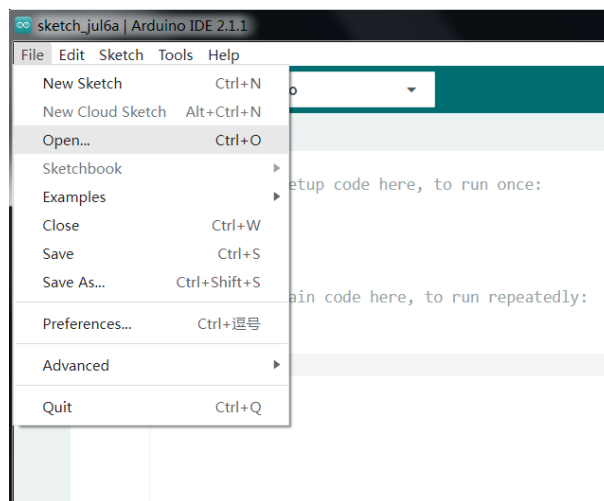 sketch_jul6a | Arduino IDE 2.1.1
File Edit Sketch Tools Help
New Sketch Ctrl+N
New Cloud Sketch Alt+Ctrl+N
Open... Ctrl+O
Sketchbook
Examples
Close Ctrl+W
Save Ctrl+S
Save As... Ctrl+Shift+S
Preferences... Ctrl+逗号
Advanced
Quit Ctrl+Q
o
etup code here, to run once:
ain code here, to run repeatedly: